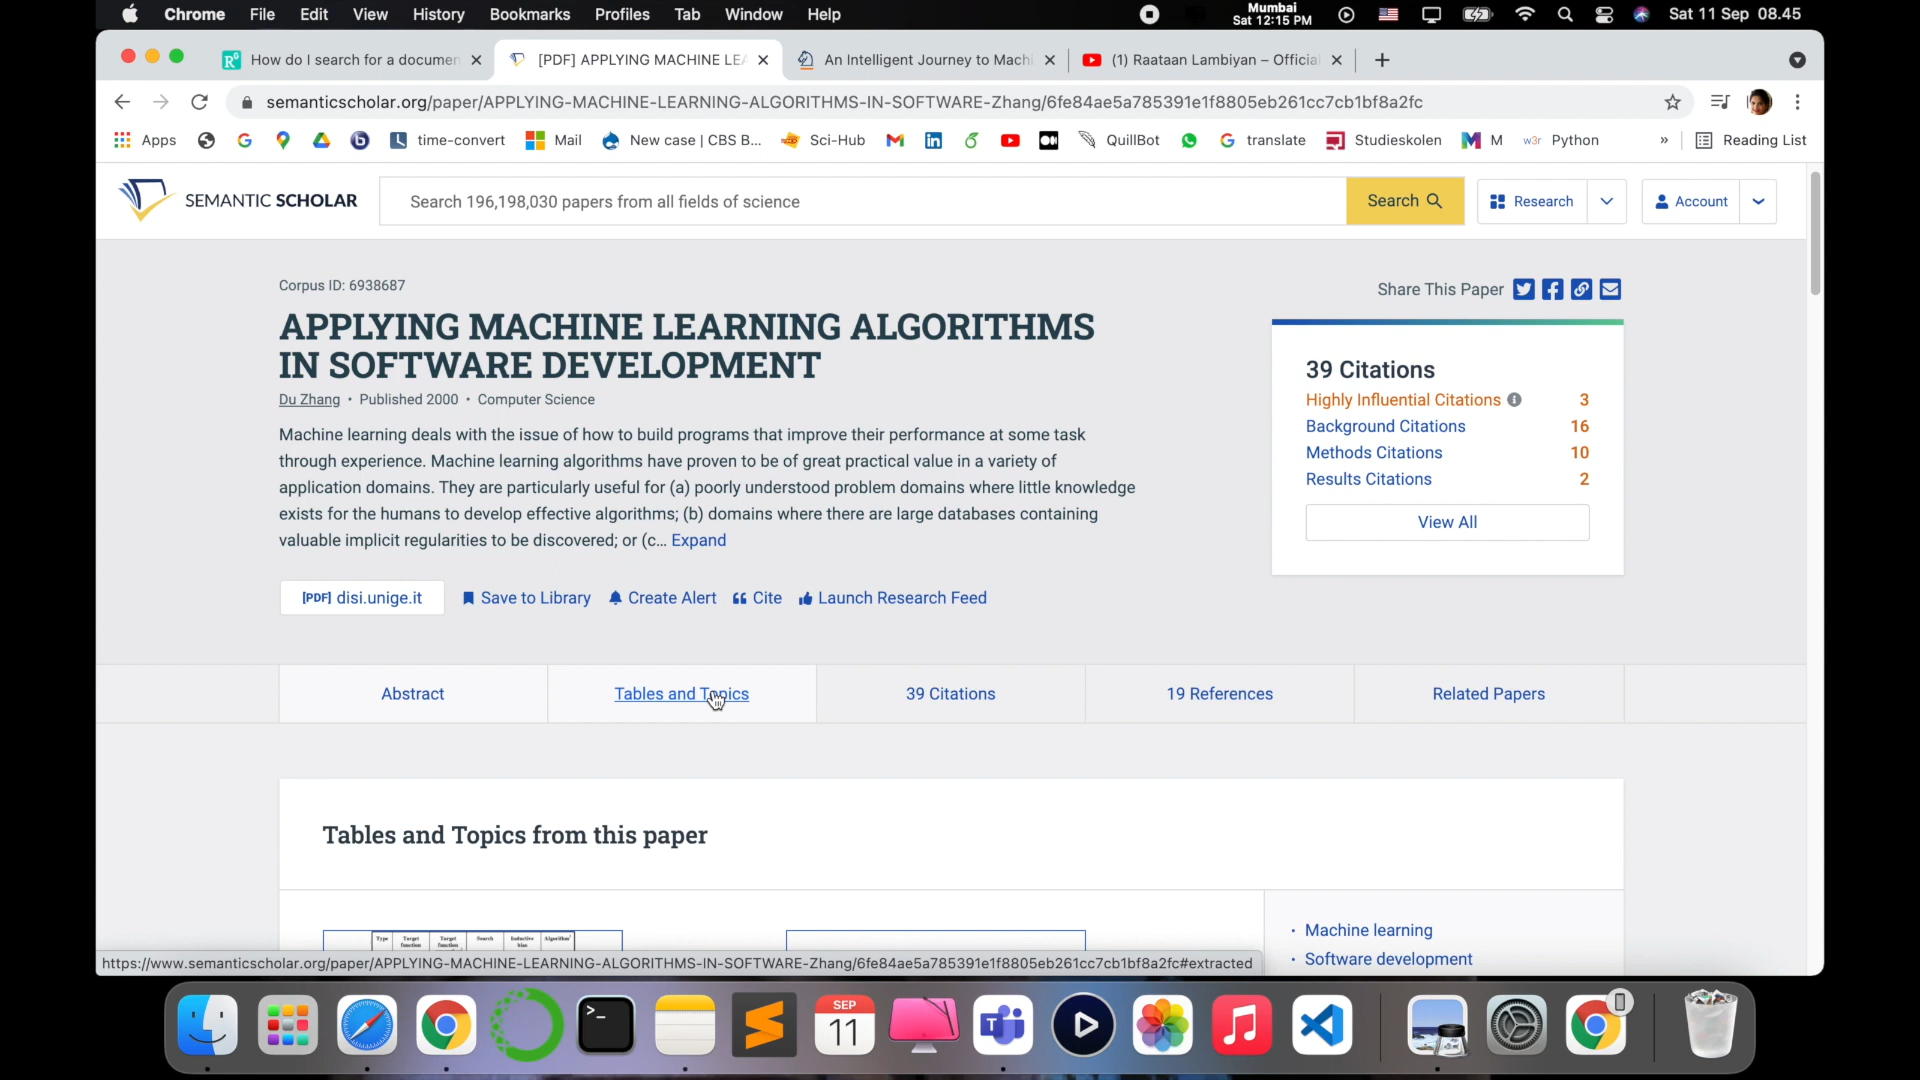 Chrome File Edit View History Bookmarks Profiles Tab Window Help
Mumbai
Sat 12:15 PM
Sat 11 Sep 08.45
How do I search for a documen
[PDF] APPLYING MACHINE LEA
An Intelligent Journey to Machi
(1) Raataan Lambiyan – Official
semanticscholar.org/paper/APPLYING-MACHINE-LEARNING-ALGORITHMS-IN-SOFTWARE-Zhang/6fe84ae5a785391e1f8805eb261cc7cb1bf8a2fc
Apps time-convert Mail New case | CBS B... Sci-Hub QuillBot translate Studieskolen M w3r Python » Reading List
SEMANTIC SCHOLAR
Search 196,198,030 papers from all fields of science
Search
Research
Account
Corpus ID: 6938687
Share This Paper
APPLYING MACHINE LEARNING ALGORITHMS
IN SOFTWARE DEVELOPMENT
Du Zhang • Published 2000 • Computer Science
Machine learning deals with the issue of how to build programs that improve their performance at some task
through experience. Machine learning algorithms have proven to be of great practical value in a variety of
application domains. They are particularly useful for (a) poorly understood problem domains where little knowledge
exists for the humans to develop effective algorithms; (b) domains where there are large databases containing
valuable implicit regularities to be discovered; or (c... Expand
39 Citations
Highly Influential Citations 3
Background Citations 16
Methods Citations 10
Results Citations 2
View All
[PDF] disi.unige.it
Save to Library
Create Alert
Cite
Launch Research Feed
Abstract
Tables and Topics
39 Citations
19 References
Related Papers
Tables and Topics from this paper
Type Target function Target function Search Inductive bias Algorithm
• Machine learning
• Software development
https://www.semanticscholar.org/paper/APPLYING-MACHINE-LEARNING-ALGORITHMS-IN-SOFTWARE-Zhang/6fe84ae5a785391e1f8805eb261cc7cb1bf8a2fc#extracted
SEP
11